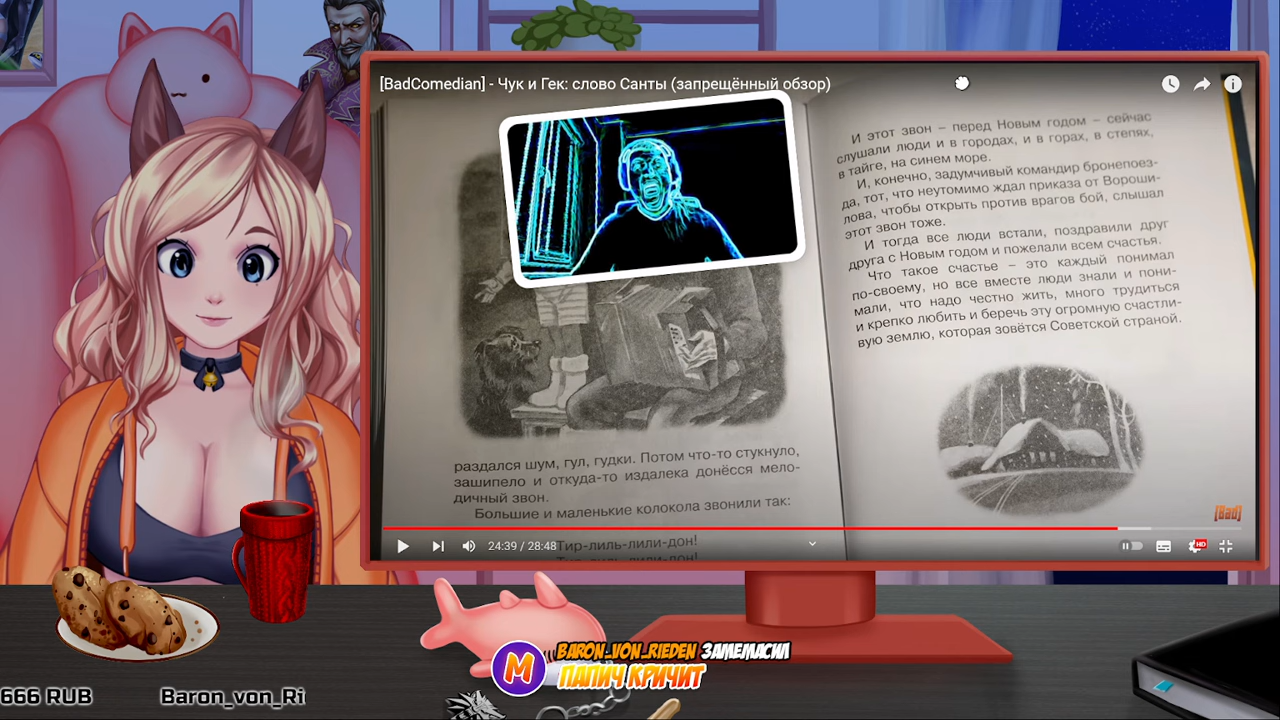 [BadComedian] - Чук и Гек: слово Санты (запрещённый обзор)
раздался шум, гул, гудки. Потом что-то стукнуло,
зашипело и откуда-то издалека донёсся мело-
дичный звон.
Большие и маленькие колокола звонили так:
Тир-лиль-лили-дон!
Тир-лиль-лили-дон!
И этот звон – перед Новым годом – сейчас
слушали люди и в городах, и в горах, в степях,
в тайге, на синем море.
И, конечно, задумчивый командир бронепоез-
да, тот, что неутомимо ждал приказа от Вороши-
лова, чтобы открыть против врагов бой, слышал
этот звон тоже.
И тогда все люди встали, поздравили друг
друга с Новым годом и пожелали всем счастья.
Что такое счастье – это каждый понимал
по-своему, но все вместе люди знали и пони-
мали, что надо честно жить, много трудиться
и крепко любить и беречь эту огромную счастли-
вую землю, которая зовётся Советской страной.
[Bad]
24:39 / 28:48
HD
M
BARON_VON_RIEDEN ЗАМЕМАСИЛ
ПАПИЧ КРИЧИТ
666 RUB Baron_von_Ri